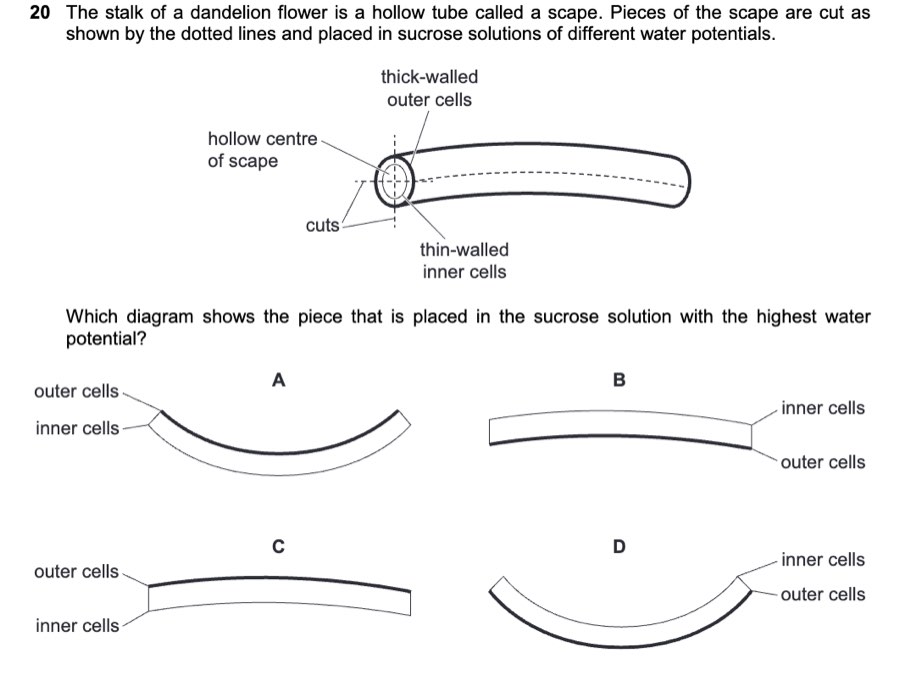 20 The stalk of a dandelion flower is a hollow tube called a scape. Pieces of the scape are cut as
shown by the dotted lines and placed in sucrose solutions of different water potentials.
thick-walled
outer cells
hollow centre
of scape
cuts
thin-walled
inner cells
Which diagram shows the piece that is placed in the sucrose solution with the highest water
potential?
A
outer cells
inner cells
B
inner cells
outer cells
C
outer cells
inner cells
D
inner cells
outer cells